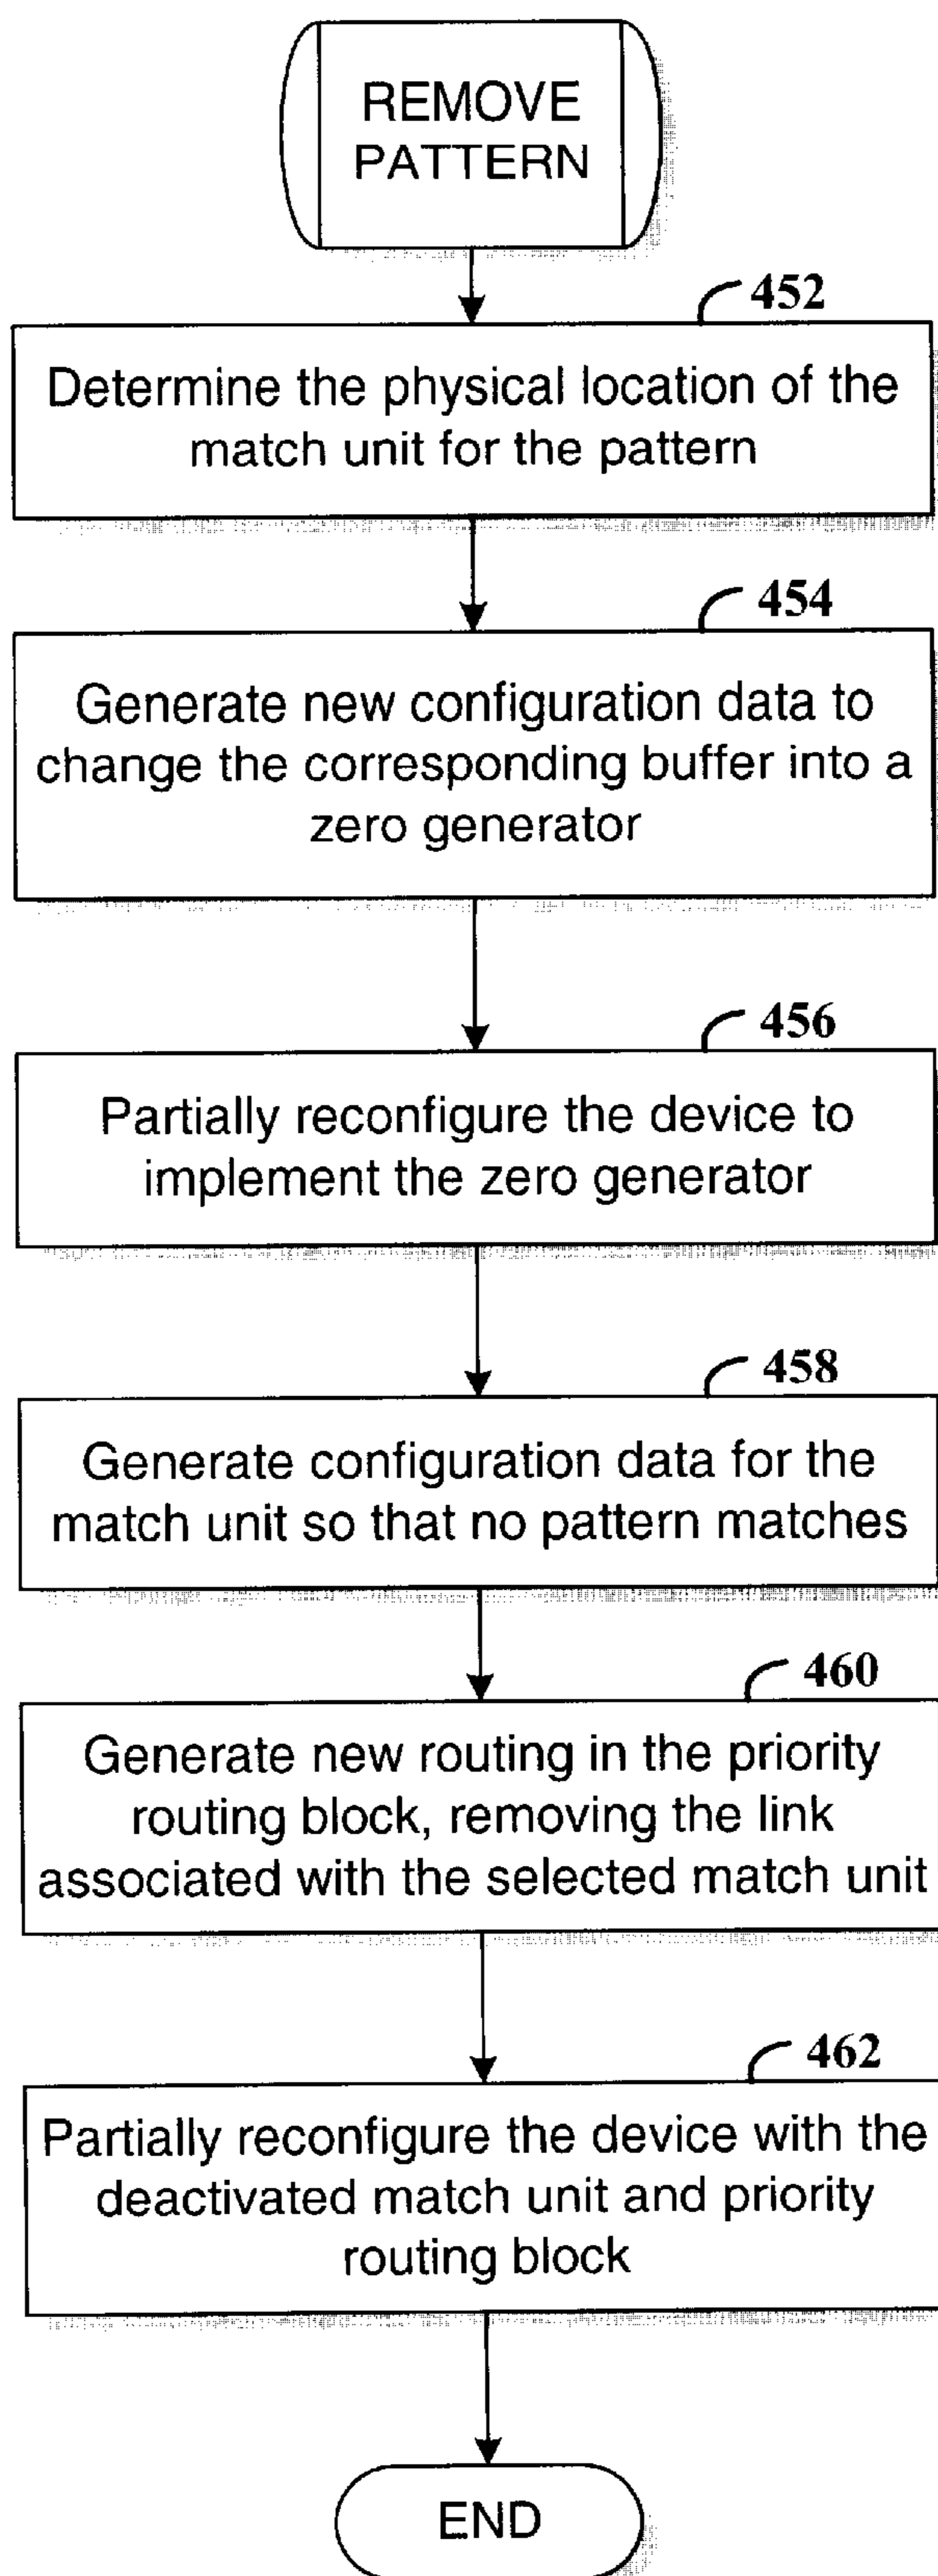 REMOVE
PATTERN
452
Determine the physical location of the
match unit for the pattern
454
Generate new configuration data to
change the corresponding buffer into a
zero generator
456
Partially reconfigure the device to
implement the zero generator
458
Generate configuration data for the
match unit so that no pattern matches
460
Generate new routing in the priority
routing block, removing the link
associated with the selected match unit
462
Partially reconfigure the device with the
deactivated match unit and priority
routing block
END